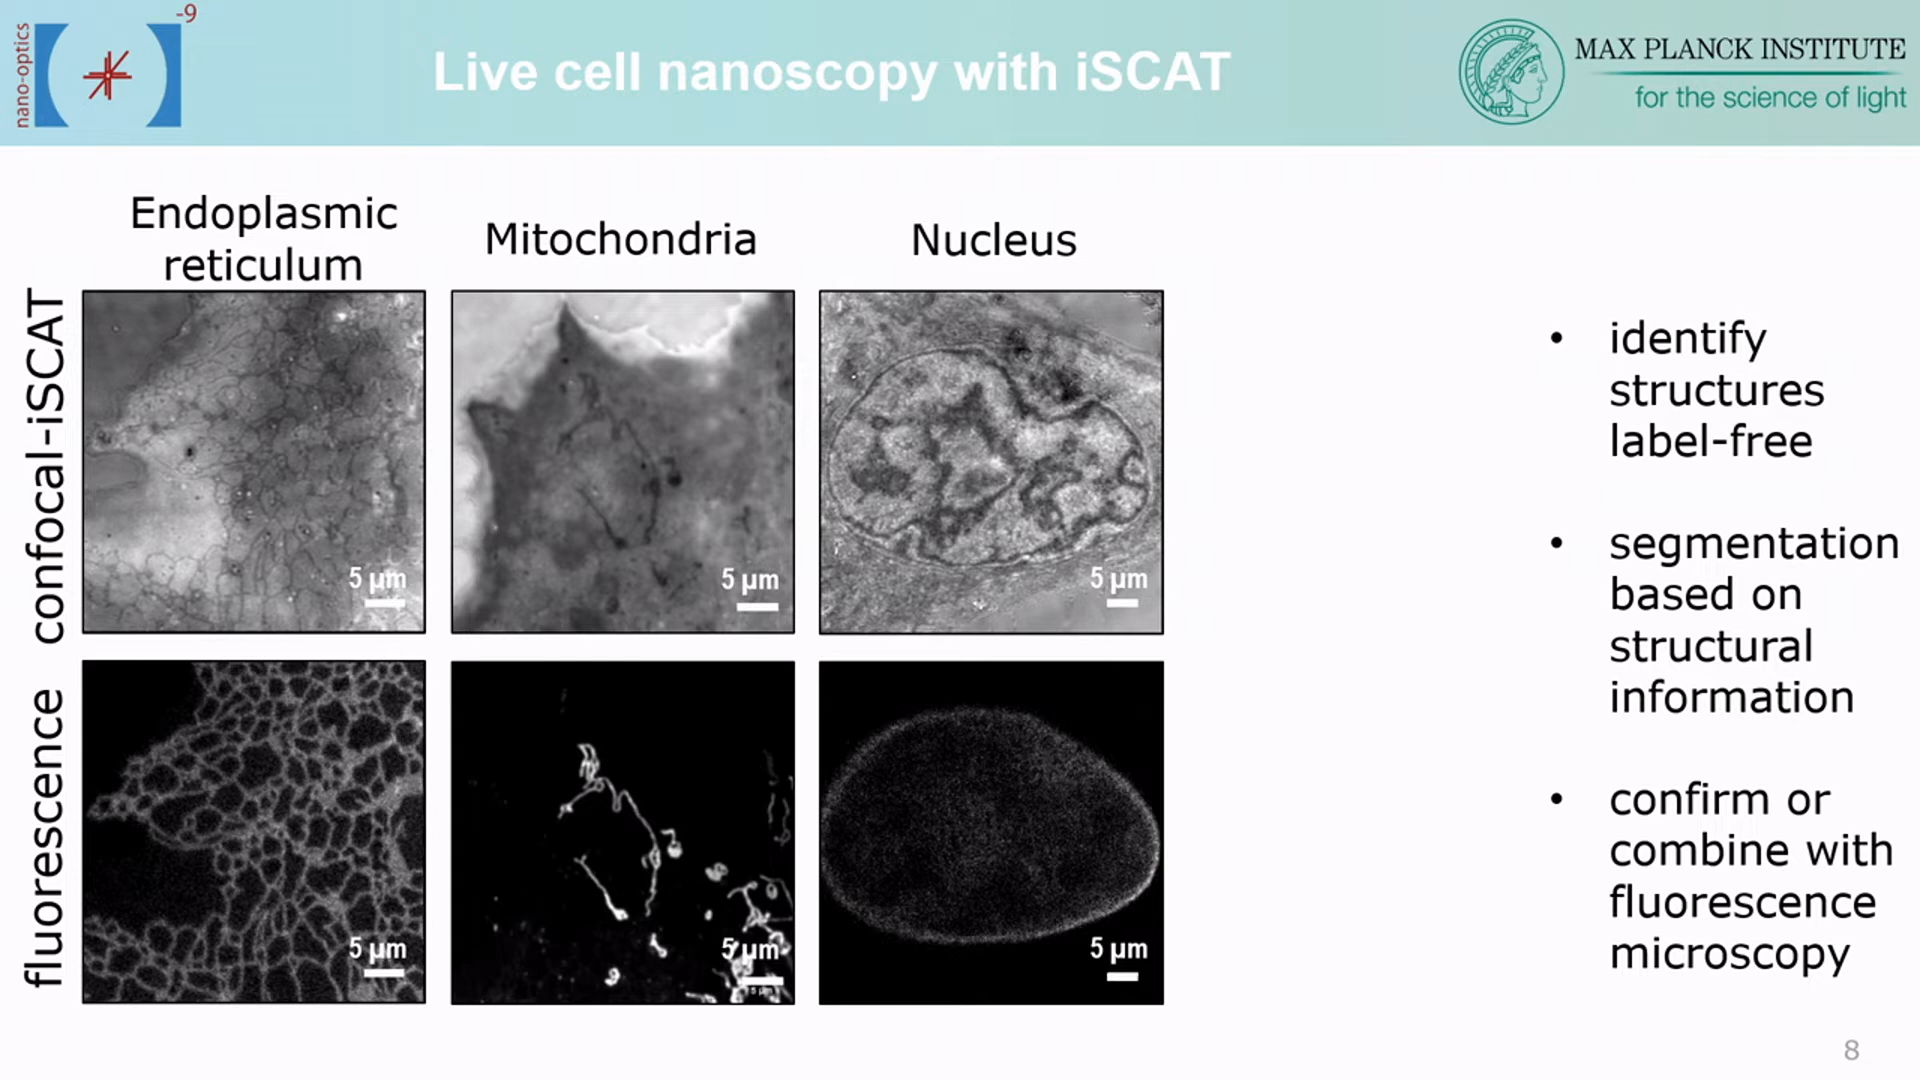 nano-optics
-9
Live cell nanoscopy with iSCAT
MAX PLANCK INSTITUTE
for the science of light
Endoplasmic
reticulum
Mitochondria
Nucleus
confocal-iSCAT
5 μm
5 μm
5 μm
fluorescence
5 μm
5 μm
5 μm
5 μm
• identify
structures
label-free
• segmentation
based on
structural
information
• confirm or
combine with
fluorescence
microscopy
8